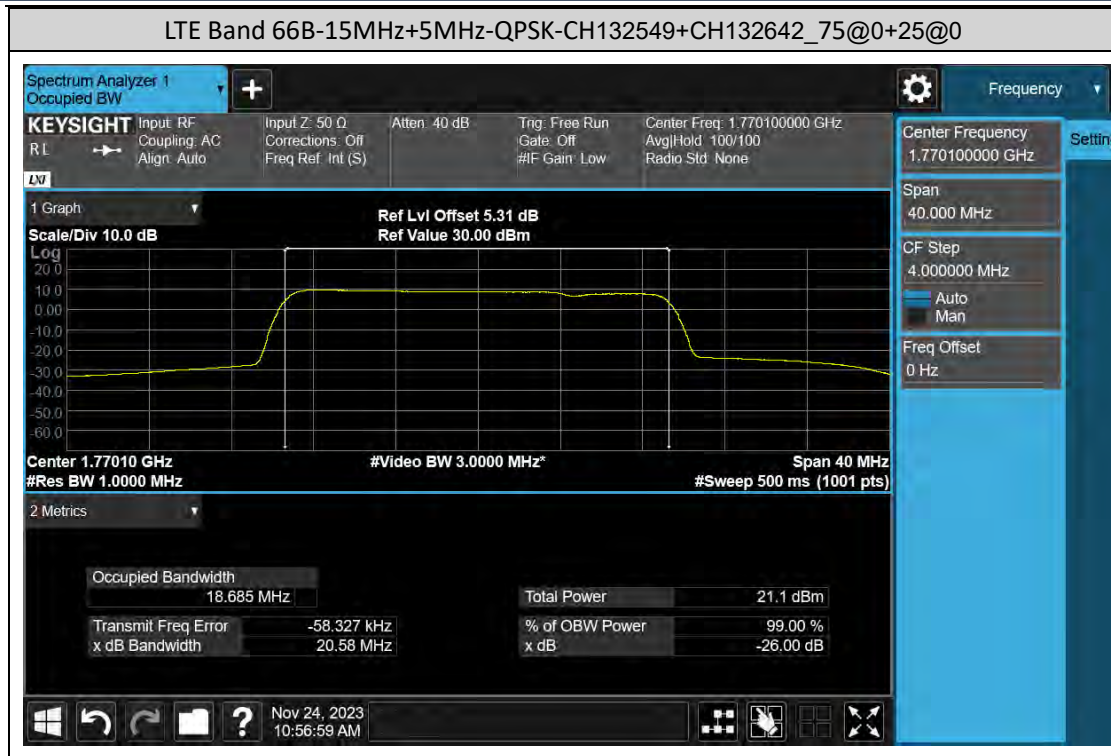 LTE Band 66B-15MHz+5MHz-QPSK-CH132549+CH132642_75@0+25@0
Spectrum Analyzer 1
Occupied BW
+
Frequency
KEYSIGHT
R L
LXI
Input: RF
Coupling: AC
Align: Auto
Input Z: 50 Ω
Corrections: Off
Freq Ref: Int (S)
Atten: 40 dB
Trig: Free Run
Gate: Off
#IF Gain: Low
Center Freq: 1.770100000 GHz
Avg|Hold: 100/100
Radio Std: None
Center Frequency
1.770100000 GHz
Settin
Span
40.000 MHz
CF Step
4.000000 MHz
Auto
Man
Freq Offset
0 Hz
1 Graph
Scale/Div 10.0 dB
Ref Lvl Offset 5.31 dB
Ref Value 30.00 dBm
Log
20.0
10.0
0.00
-10.0
-20.0
-30.0
-40.0
-50.0
-60.0
Center 1.77010 GHz
#Video BW 3.0000 MHz*
Span 40 MHz
#Res BW 1.0000 MHz
#Sweep 500 ms (1001 pts)
2 Metrics
Occupied Bandwidth
18.685 MHz
Total Power 21.1 dBm
Transmit Freq Error -58.327 kHz
% of OBW Power 99.00 %
x dB Bandwidth 20.58 MHz
x dB -26.00 dB
?
Nov 24, 2023
10:56:59 AM